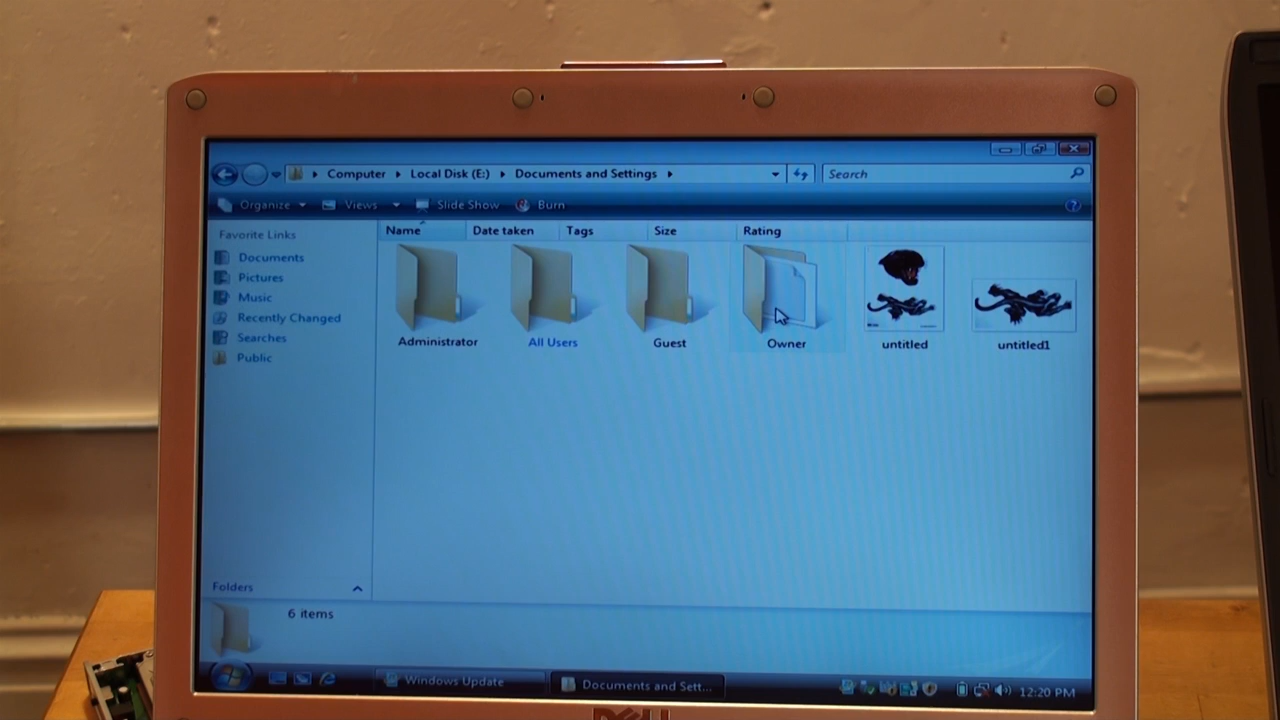 Computer Local Disk (E:) Documents and Settings
Search
Organize Views Slide Show Burn
Favorite Links
Documents
Pictures
Music
Recently Changed
Searches
Public
Folders
Name Date taken Tags Size Rating
Administrator All Users Guest Owner untitled untitled1
6 items
Windows Update Documents and Sett... 12:20 PM
DELL